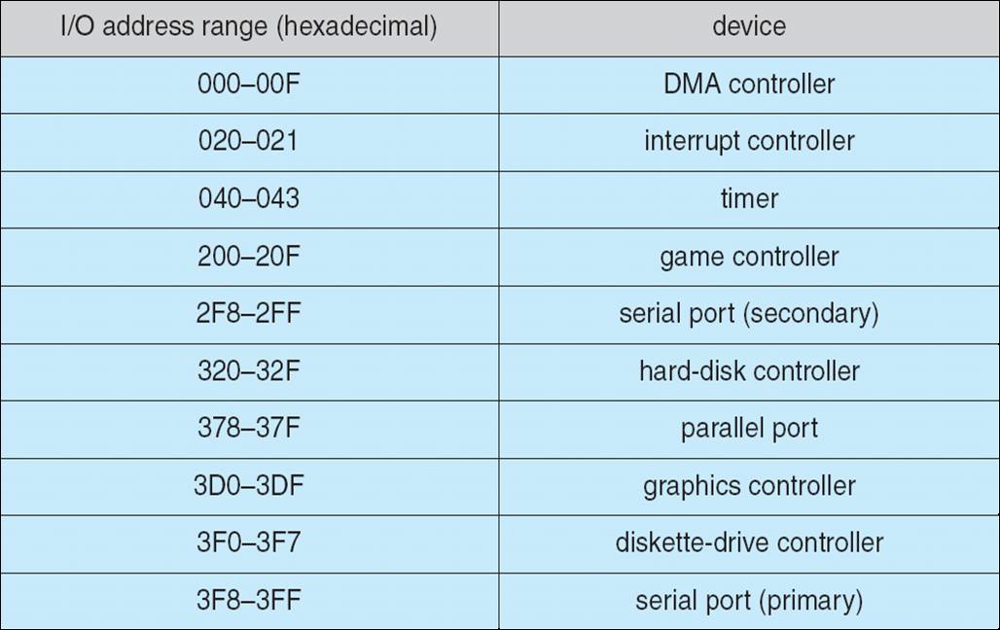 I/O address range (hexadecimal) device
000–00F DMA controller
020–021 interrupt controller
040–043 timer
200–20F game controller
2F8–2FF serial port (secondary)
320–32F hard-disk controller
378–37F parallel port
3D0–3DF graphics controller
3F0–3F7 diskette-drive controller
3F8–3FF serial port (primary)